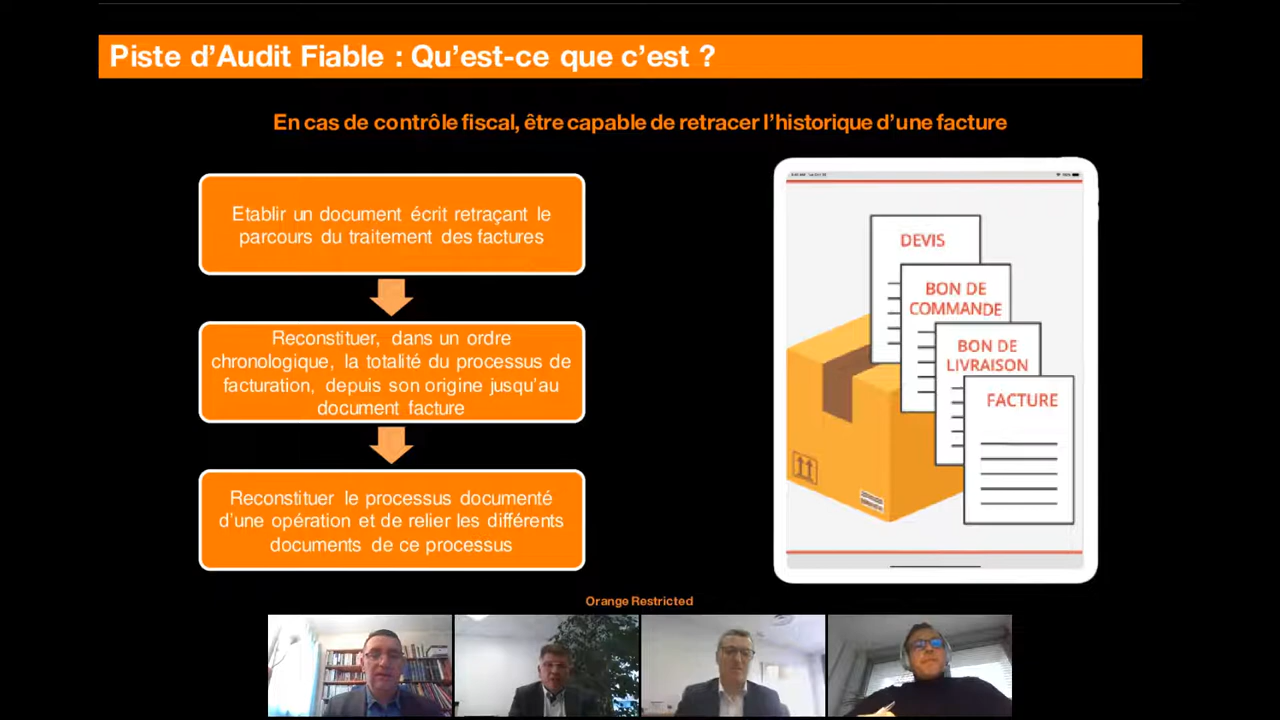 Piste d'Audit Fiable : Qu'est-ce que c'est ?
En cas de contrôle fiscal, être capable de retracer l'historique d'une facture
Etablir un document écrit retraçant le
parcours du traitement des factures
Reconstituer, dans un ordre
chronologique, la totalité du processus de
facturation, depuis son origine jusqu'au
document facture
Reconstituer le processus documenté
d'une opération et de relier les différents
documents de ce processus
DEVIS
BON DE
COMMANDE
BON DE
LIVRAISON
FACTURE
Orange Restricted